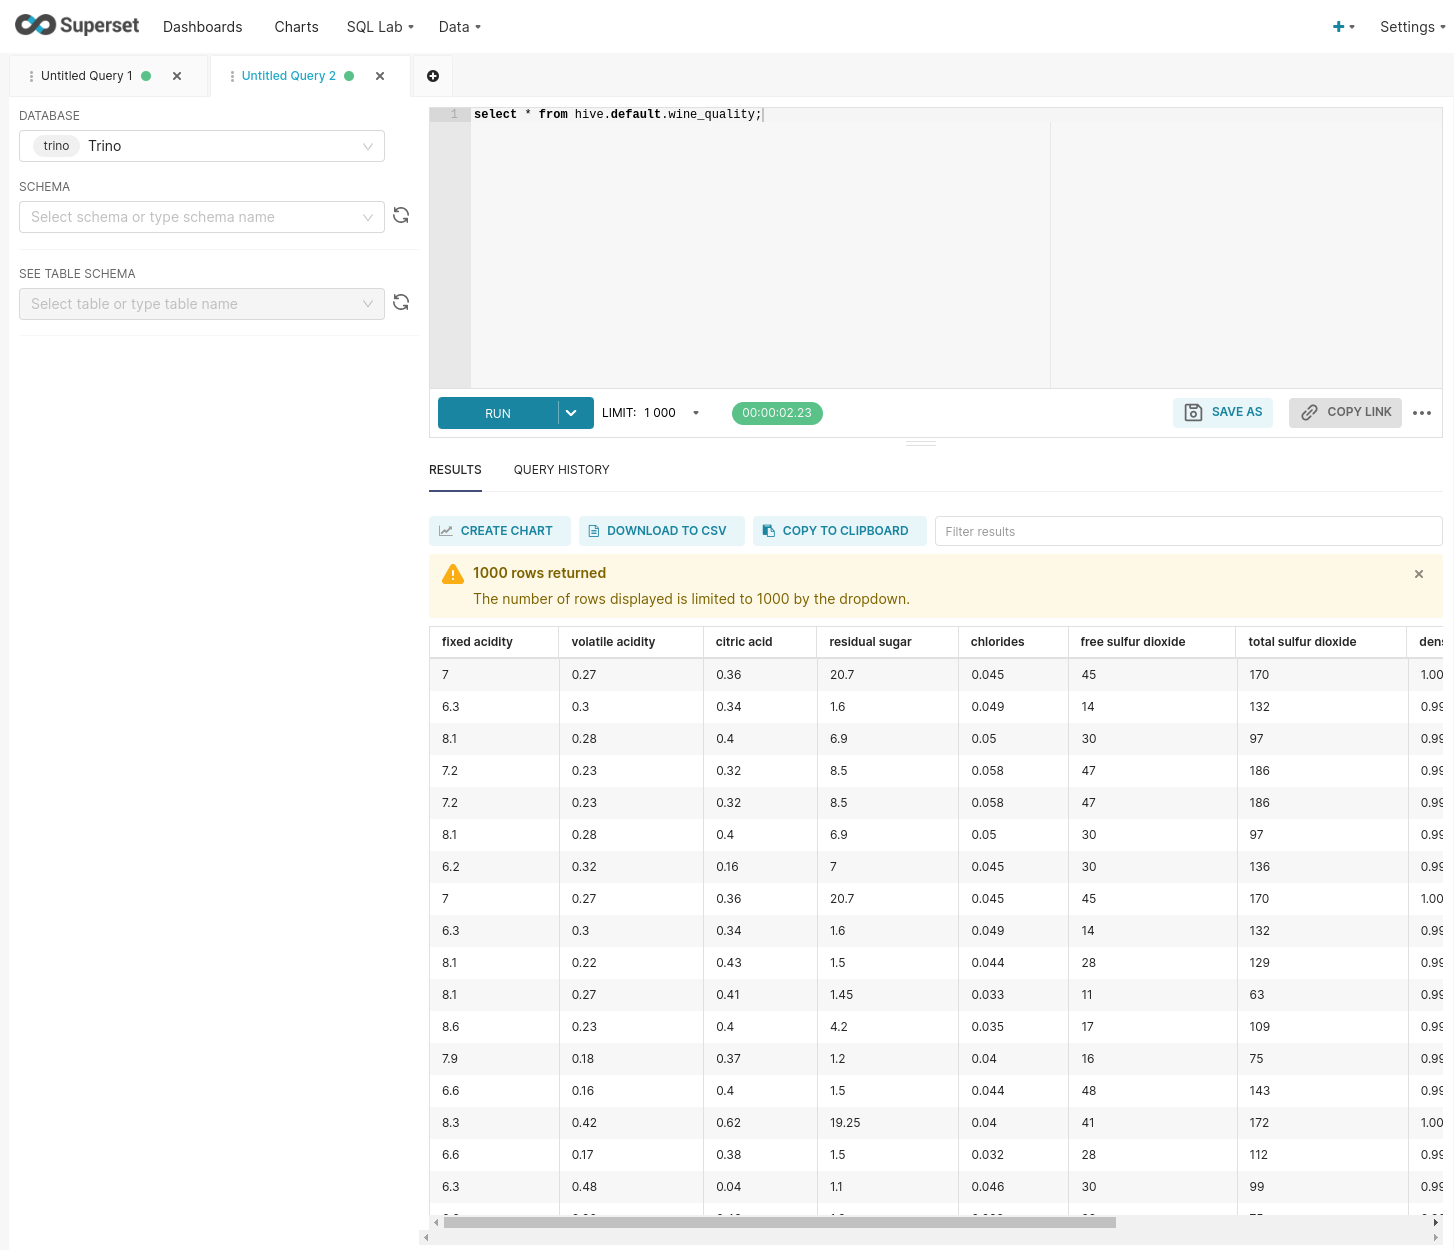 Superset Dashboards Charts SQL Lab Data Settings
Untitled Query 1 Untitled Query 2
DATABASE
trino Trino
SCHEMA
Select schema or type schema name
SEE TABLE SCHEMA
Select table or type table name
1 select * from hive.default.wine_quality;
RUN LIMIT: 1 000 00:00:02.23 SAVE AS COPY LINK
RESULTS QUERY HISTORY
CREATE CHART DOWNLOAD TO CSV COPY TO CLIPBOARD Filter results
1000 rows returned
The number of rows displayed is limited to 1000 by the dropdown.
fixed acidity volatile acidity citric acid residual sugar chlorides free sulfur dioxide total sulfur dioxide
7 0.27 0.36 20.7 0.045 45 170 1.00
6.3 0.3 0.34 1.6 0.049 14 132 0.99
8.1 0.28 0.4 6.9 0.05 30 97 0.99
7.2 0.23 0.32 8.5 0.058 47 186 0.99
7.2 0.23 0.32 8.5 0.058 47 186 0.99
8.1 0.28 0.4 6.9 0.05 30 97 0.99
6.2 0.32 0.16 7 0.045 30 136 0.99
7 0.27 0.36 20.7 0.045 45 170 1.00
6.3 0.3 0.34 1.6 0.049 14 132 0.99
8.1 0.22 0.43 1.5 0.044 28 129 0.99
8.1 0.27 0.41 1.45 0.033 11 63 0.99
8.6 0.23 0.4 4.2 0.035 17 109 0.99
7.9 0.18 0.37 1.2 0.04 16 75 0.99
6.6 0.16 0.4 1.5 0.044 48 143 0.99
8.3 0.42 0.62 19.25 0.04 41 172 1.00
6.6 0.17 0.38 1.5 0.032 28 112 0.99
6.3 0.48 0.04 1.1 0.046 30 99 0.99